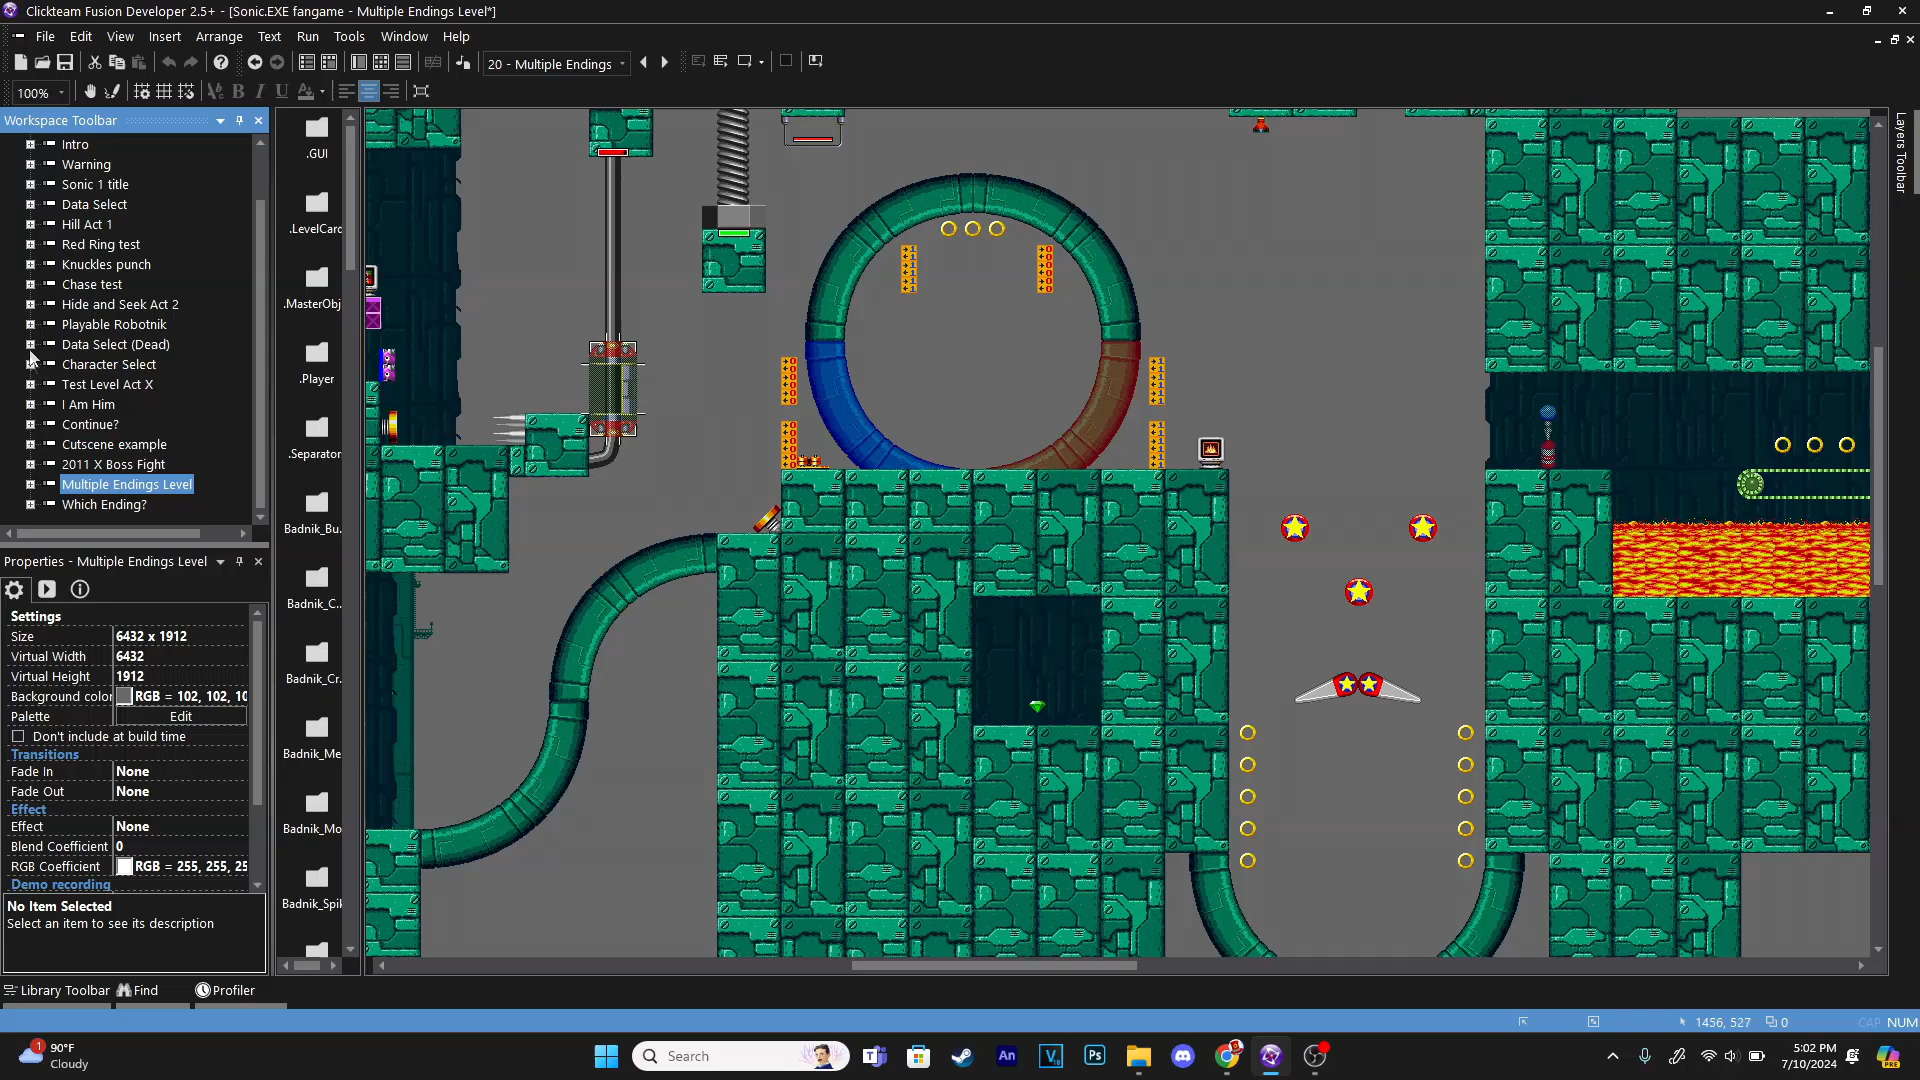 Clickteam Fusion Developer 2.5+ - [Sonic.EXE fangame - Multiple Endings Level*]
File Edit View Insert Arrange Text Run Tools Window Help
20 - Multiple Endings
100%
Workspace Toolbar
Intro
Warning
Sonic 1 title
Data Select
Hill Act 1
Red Ring test
Knuckles punch
Chase test
Hide and Seek Act 2
Playable Robotnik
Data Select (Dead)
Character Select
Test Level Act X
I Am Him
Continue?
Cutscene example
2011 X Boss Fight
Multiple Endings Level
Which Ending?
Properties - Multiple Endings Level
Settings
Size 6432 x 1912
Virtual Width 6432
Virtual Height 1912
Background color RGB = 102, 102, 10
Palette Edit
Don't include at build time
Transitions
Fade In None
Fade Out None
Effect
Effect None
Blend Coefficient 0
RGB Coefficient RGB = 255, 255, 25
Demo recording
No Item Selected
Select an item to see its description
Library Toolbar Find Profiler
.GUI
.LevelCard
.MasterObj
.Player
.Separator
Badnik_Bu.
Badnik_C..
Badnik_Cr.
Badnik_Me
Badnik_Mo
Badnik_Spik
Layers Toolbar
1456, 527 0 CAP NUM
1
90°F
Cloudy
Search
An
Ps
5:02 PM
7/10/2024
PRE